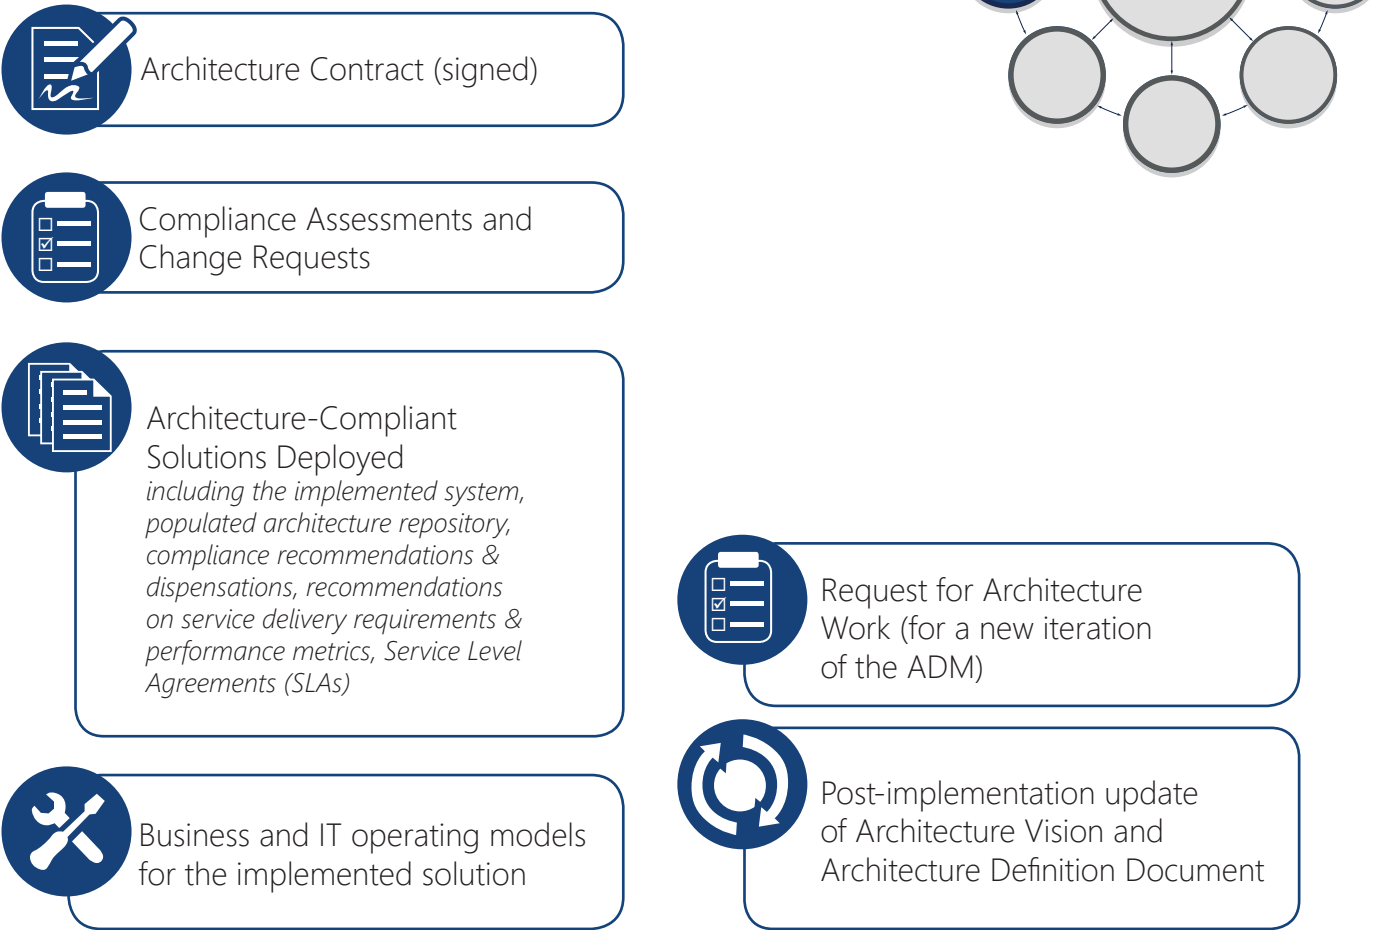 Architecture Contract (signed)
Compliance Assessments and
Change Requests
Architecture-Compliant
Solutions Deployed
including the implemented system,
populated architecture repository,
compliance recommendations &
dispensations, recommendations
on service delivery requirements &
performance metrics, Service Level
Agreements (SLAs)
Business and IT operating models
for the implemented solution
Request for Architecture
Work (for a new iteration
of the ADM)
Post-implementation update
of Architecture Vision and
Architecture Definition Document